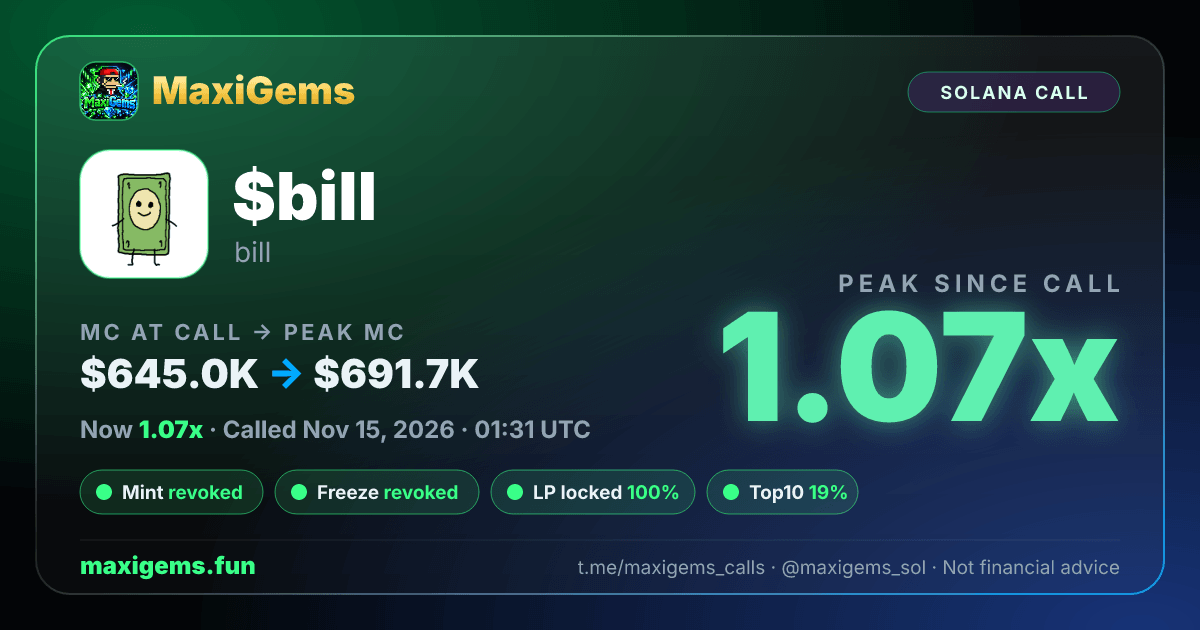 MaxiGems
MaxiGems
SOLANA CALL
$bill
bill
PEAK SINCE CALL
1.07x
MC AT CALL → PEAK MC
$645.0K → $691.7K
Now 1.07x · Called Nov 15, 2026 · 01:31 UTC
Mint revoked
Freeze revoked
LP locked 100%
Top10 19%
maxigems.fun
t.me/maxigems_calls · @maxigems_sol · Not financial advice